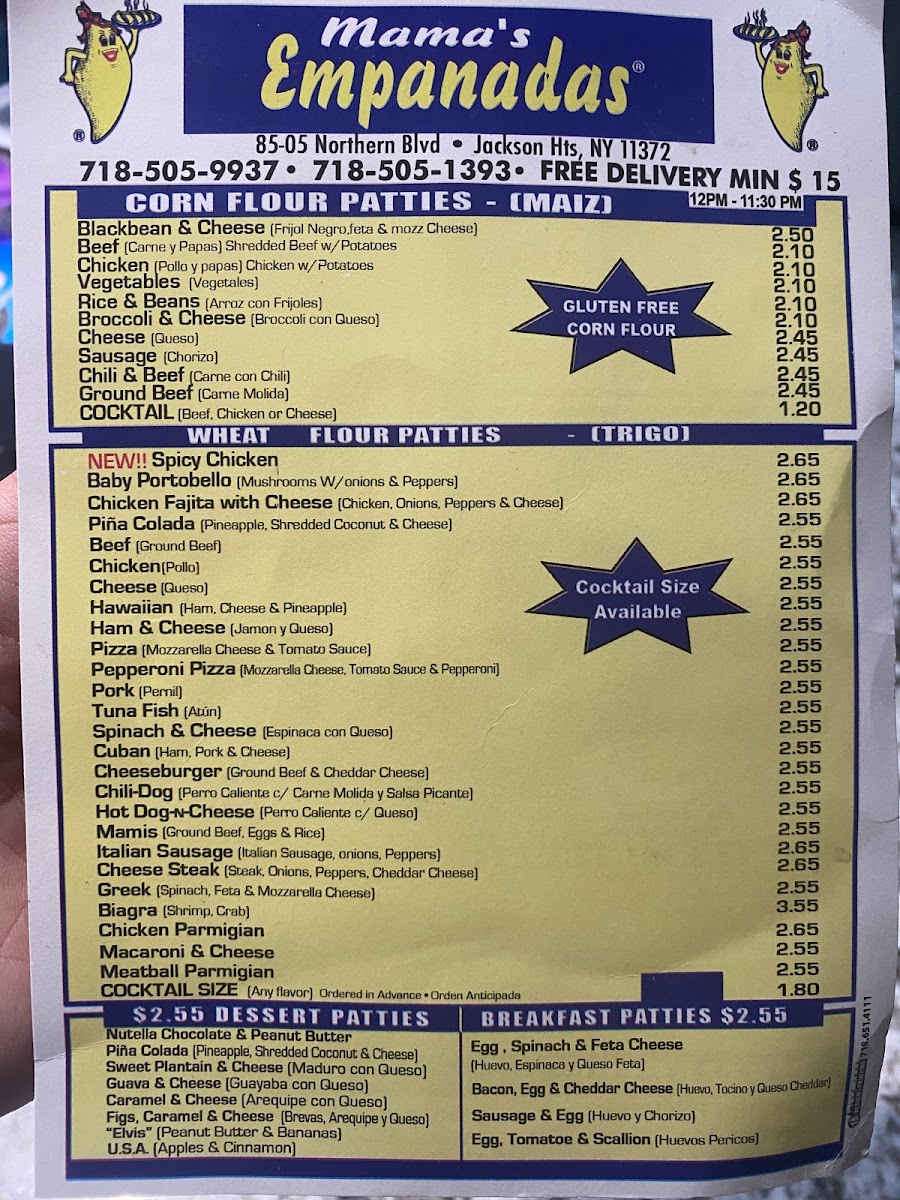 Mama's
Empanadas®
85-05 Northern Blvd • Jackson Hts, NY 11372
718-505-9937 • 718-505-1393 • FREE DELIVERY MIN $ 15
CORN FLOUR PATTIES - (MAIZ) 12PM - 11:30 PM
Blackbean & Cheese (Frijol Negro,feta & mozz Cheese) 2.50
Beef (Carne y Papas) Shredded Beef w/Potatoes 2.10
Chicken (Pollo y papas) Chicken w/Potatoes 2.10
Vegetables (Vegetales) 2.10
Rice & Beans (Arroz con Frijoles) 2.10
Broccoli & Cheese (Broccoli con Queso) 2.10
Cheese (Queso) 2.45
Sausage (Chorizo) 2.45
Chili & Beef (Carne con Chili) 2.45
Ground Beef (Carne Molida) 2.45
COCKTAIL (Beef, Chicken or Cheese) 1.20
GLUTEN FREE
CORN FLOUR
WHEAT FLOUR PATTIES - (TRIGO)
NEW!! Spicy Chicken 2.65
Baby Portobello (Mushrooms W/onions & Peppers) 2.65
Chicken Fajita with Cheese (Chicken, Onions, Peppers & Cheese) 2.65
Piña Colada (Pineapple, Shredded Coconut & Cheese) 2.55
Beef (Ground Beef) 2.55
Chicken(Pollo) 2.55
Cheese (Queso) 2.55
Hawaiian (Ham, Cheese & Pineapple) 2.55
Ham & Cheese (Jamon y Queso) 2.55
Pizza (Mozzarella Cheese & Tomato Sauce) 2.55
Pepperoni Pizza (Mozzarella Cheese, Tomato Sauce & Pepperoni) 2.55
Pork (Pernil) 2.55
Tuna Fish (Atún) 2.55
Spinach & Cheese (Espinaca con Queso) 2.55
Cuban (Ham, Pork & Cheese) 2.55
Cheeseburger (Ground Beef & Cheddar Cheese) 2.55
Chili-Dog (Perro Caliente c/ Carne Molida y Salsa Picante) 2.55
Hot Dog-N-Cheese (Perro Caliente c/ Queso) 2.55
Mamis (Ground Beef, Eggs & Rice) 2.55
Italian Sausage (Italian Sausage, onions, Peppers) 2.65
Cheese Steak (Steak, Onions, Peppers, Cheddar Cheese) 2.65
Greek (Spinach, Feta & Mozzarella Cheese) 2.55
Biagra (Shrimp, Crab) 3.55
Chicken Parmigian 2.65
Macaroni & Cheese 2.55
Meatball Parmigian 2.55
COCKTAIL SIZE (Any flavor) Ordered in Advance • Orden Anticipada 1.80
Cocktail Size
Available
$2.55 DESSERT PATTIES
Nutella Chocolate & Peanut Butter
Piña Colada (Pineapple, Shredded Coconut & Cheese)
Sweet Plantain & Cheese (Maduro con Queso)
Guava & Cheese (Guayaba con Queso)
Caramel & Cheese (Arequipe con Queso)
Figs, Caramel & Cheese (Brevas, Arequipe y Queso)
"Elvis" (Peanut Butter & Bananas)
U.S.A. (Apples & Cinnamon)
BREAKFAST PATTIES $2.55
Egg , Spinach & Feta Cheese
(Huevo, Espinaca y Queso Feta)
Bacon, Egg & Cheddar Cheese (Huevo, Tocino y Queso Cheddar)
Sausage & Egg (Huevo y Chorizo)
Egg, Tomatoe & Scallion (Huevos Pericos)
718.651.4111